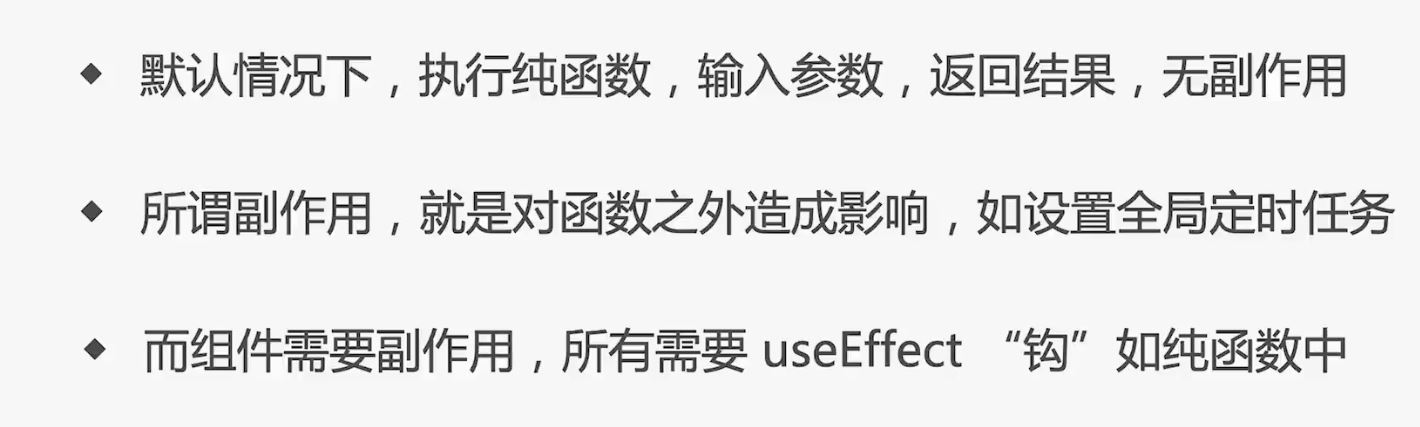 ◆ 默认情况下，执行纯函数，输入参数，返回结果，无副作用
◆ 所谓副作用，就是对函数之外造成影响，如设置全局定时任务
◆ 而组件需要副作用，所有需要 useEffect “钩”如纯函数中